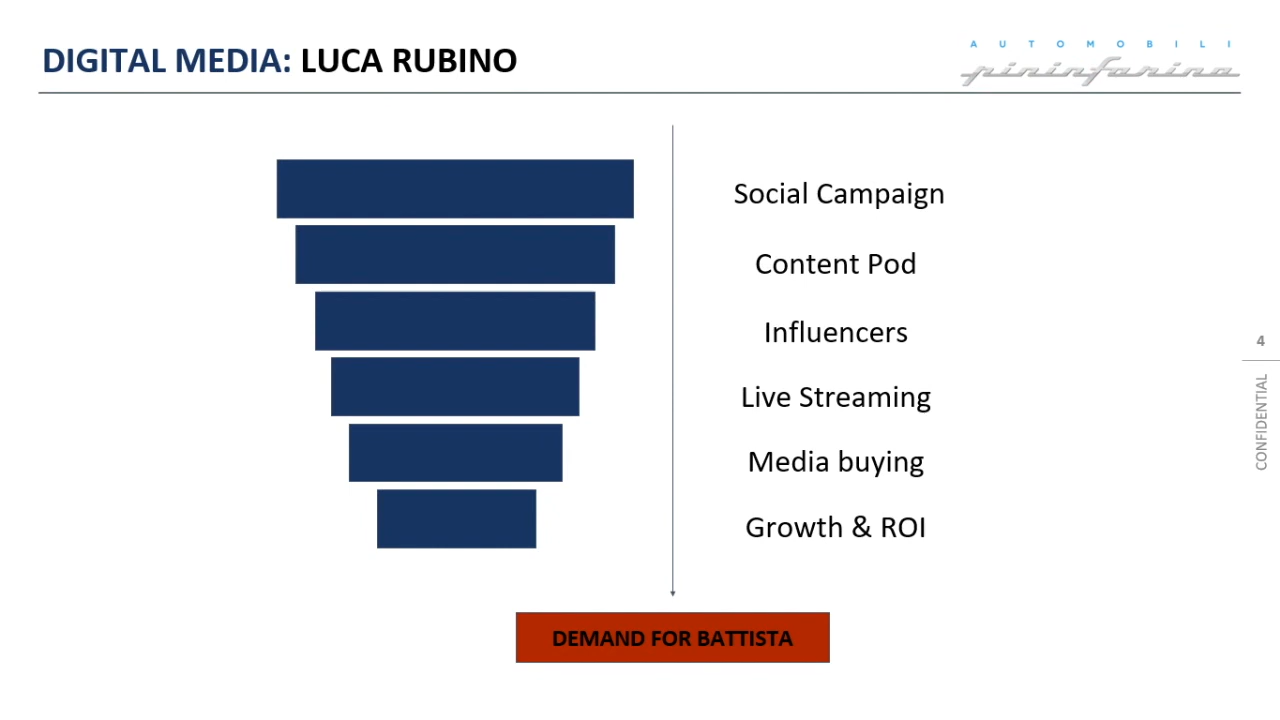 DIGITAL MEDIA: LUCA RUBINO
AUTOMOBILI
pininfarina
Social Campaign
Content Pod
Influencers
Live Streaming
Media buying
Growth & ROI
4
CONFIDENTIAL
DEMAND FOR BATTISTA